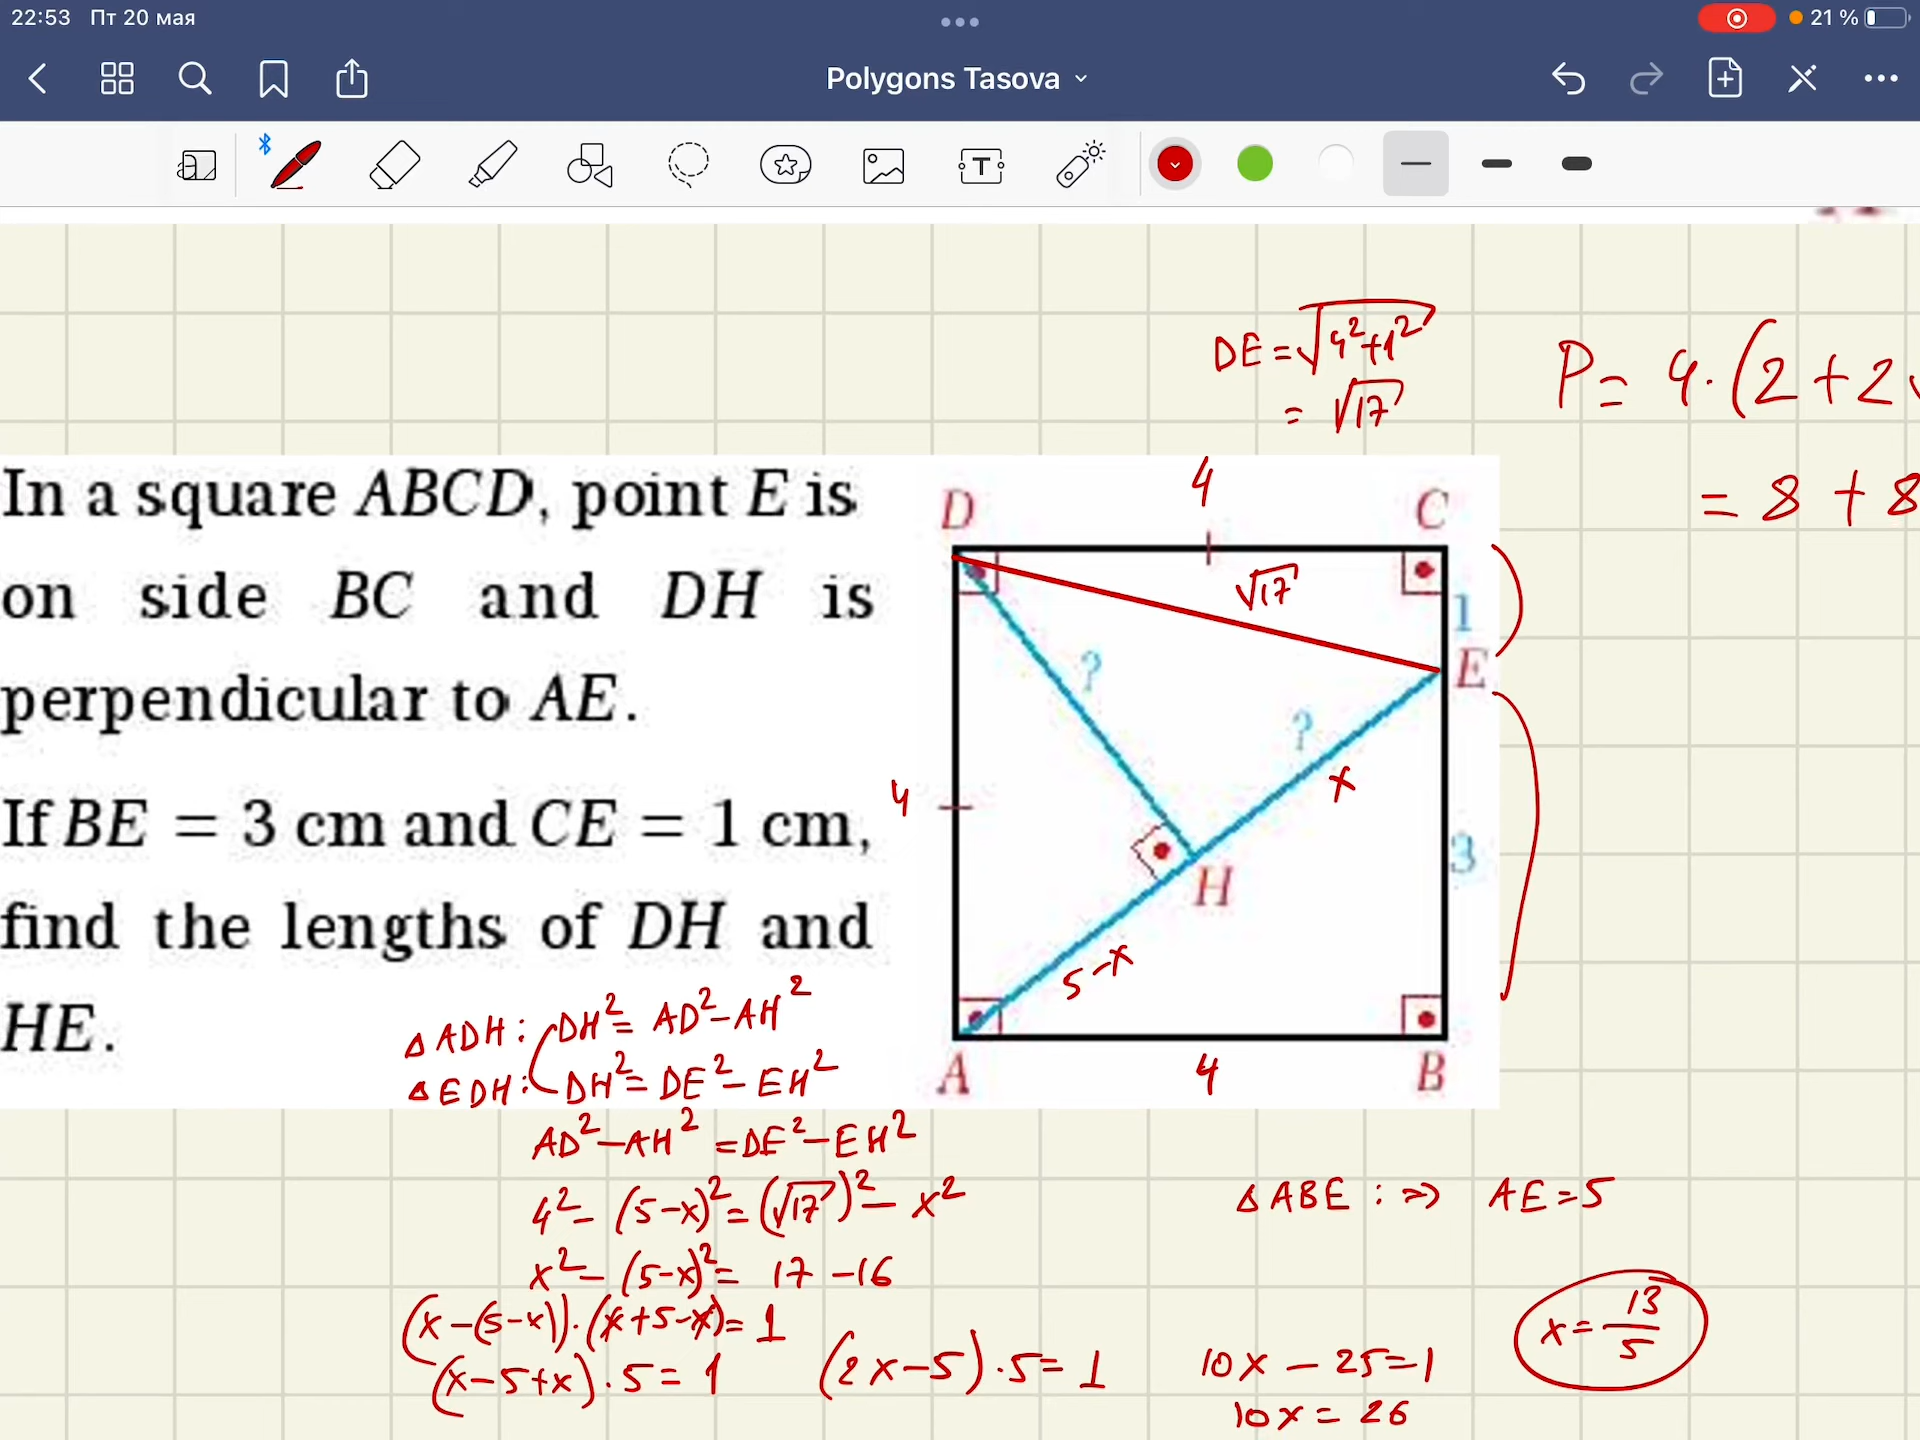 22:53 Пт 20 мая
21 %
Polygons Tasova
DE = √4²+1²
= √17
P = 4·(2+2√
= 8 + 8
In a square ABCD, point E is
on side BC and DH is
perpendicular to AE.
If BE = 3 cm and CE = 1 cm,
find the lengths of DH and
HE.
4
D
C
√17
1
E
?
?
x
4
H
3
5-x
A
4
B
△ADH: DH² = AD² - AH²
△EDH: DH² = DE² - EH²
AD² - AH² = DE² - EH²
4² - (5-x)² = (√17)² - x²
x² - (5-x)² = 17 - 16
(x-(5-x))·(x+5-x) = 1
(x-5+x)·5 = 1
(2x-5)·5 = 1
△ABE: ⇒ AE = 5
10x - 25 = 1
10x = 26
x = 13/5